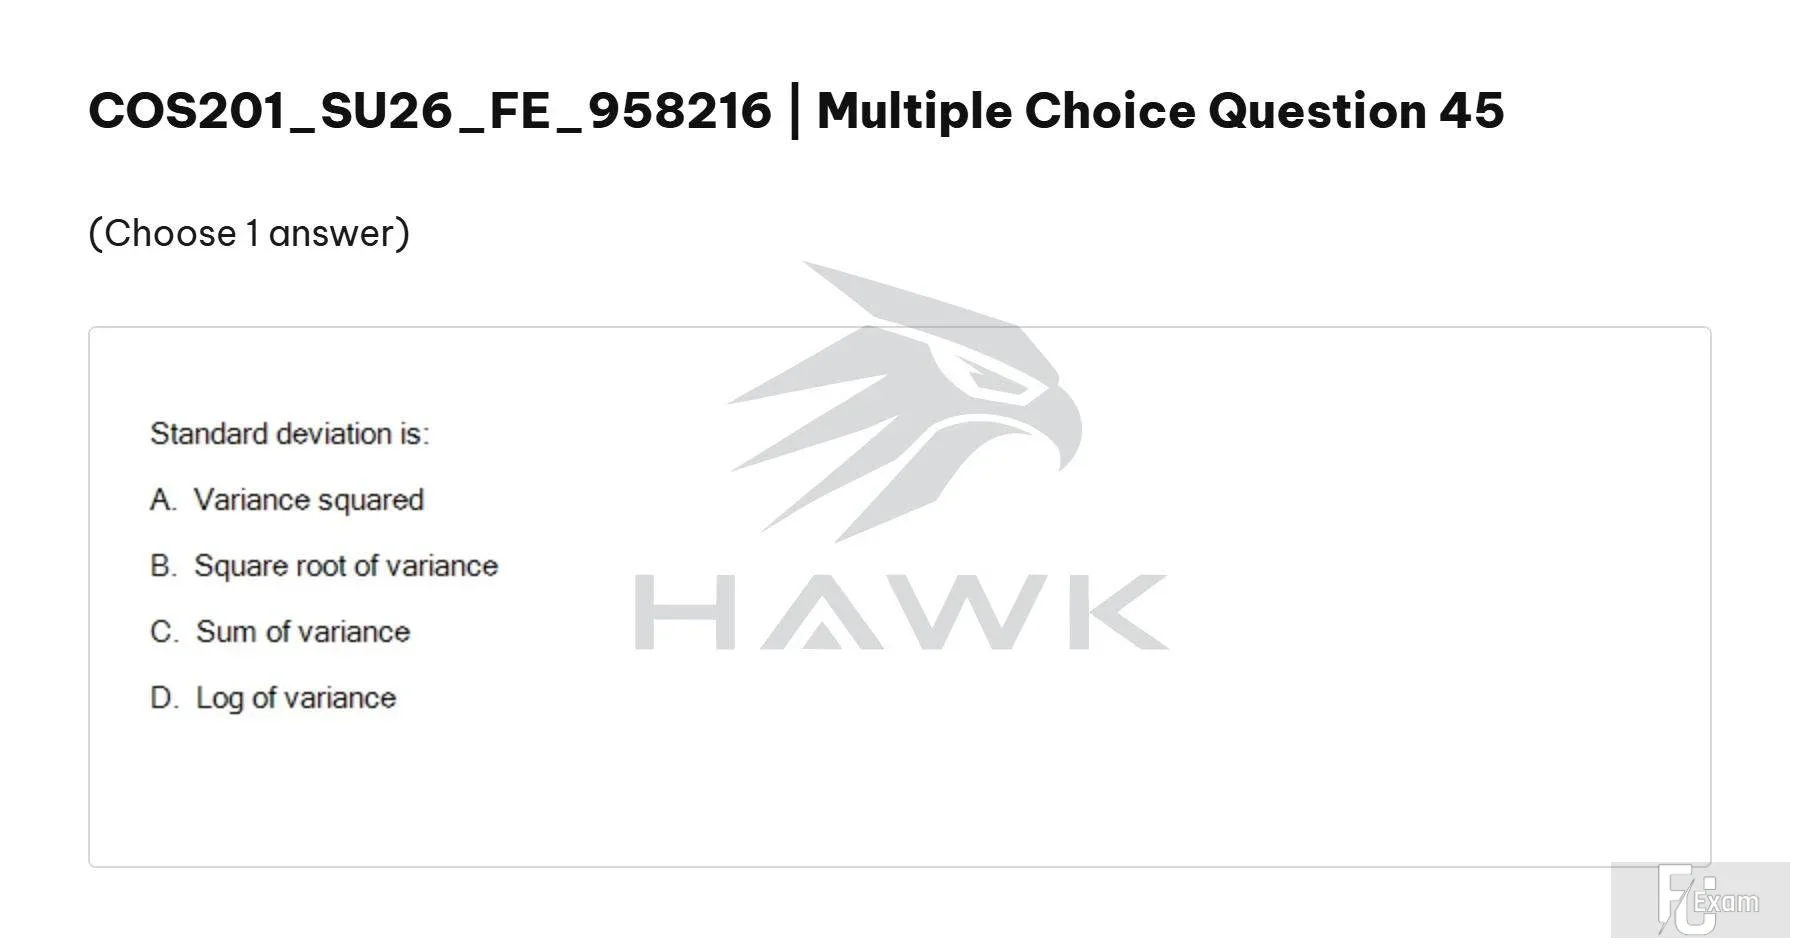 COS201_SU26_FE_958216 | Multiple Choice Question 45
(Choose 1 answer)
Standard deviation is:
A. Variance squared
B. Square root of variance
C. Sum of variance
D. Log of variance
HAWK
FU Exam